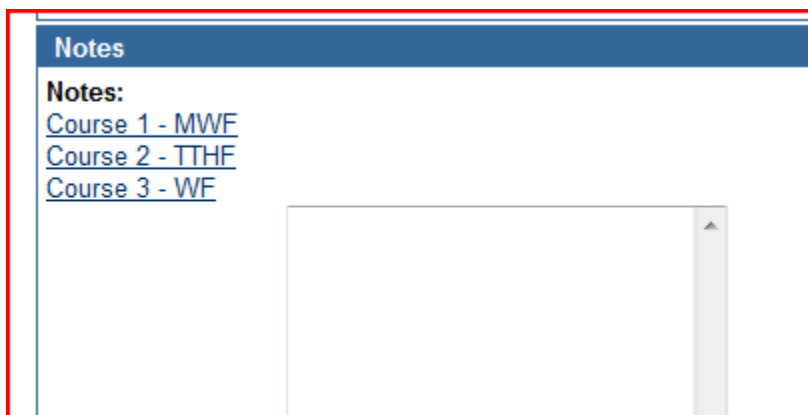 Notes
Notes:
Course 1 - MWF
Course 2 - TTHF
Course 3 - WF